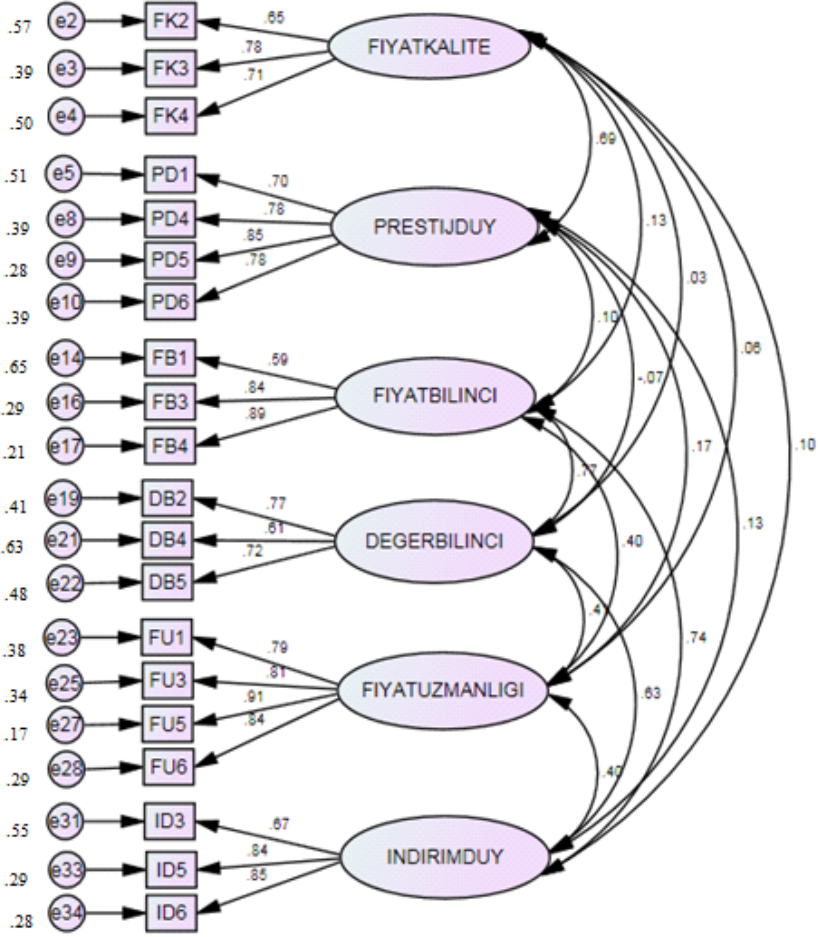 .57 e2 FK2 .65
.39 e3 FK3 .78
.50 e4 FK4 .71
FIYATKALITE
.51 e5 PD1 .70
.39 e8 PD4 .78
.28 e9 PD5 .85
.39 e10 PD6 .78
PRESTIJDUY
.65 e14 FB1 .59
.29 e16 FB3 .84
.21 e17 FB4 .89
FIYATBILINCI
.41 e19 DB2 .77
.63 e21 DB4 .61
.48 e22 DB5 .72
DEGERBILINCI
.38 e23 FU1 .79
.34 e25 FU3 .81
.17 e27 FU5 .91
.29 e28 FU6 .84
FIYATUZMANLIGI
.55 e31 ID3 .67
.29 e33 ID5 .84
.28 e34 ID6 .85
INDIRIMDUY
.69
.13
.03
.10
.06
-.07
.10
.17
.77
.13
.40
.41
.74
.63
.40